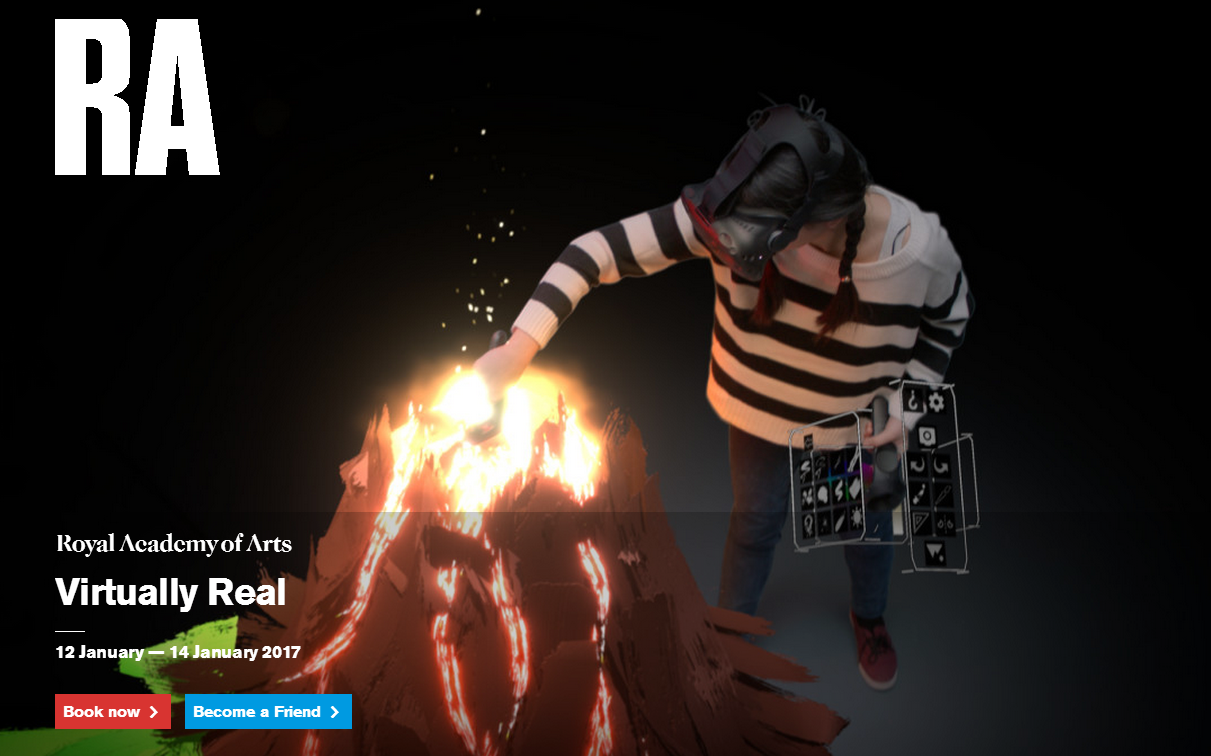 RA
Royal Academy of Arts
Virtually Real
12 January — 14 January 2017
Book now
Become a Friend